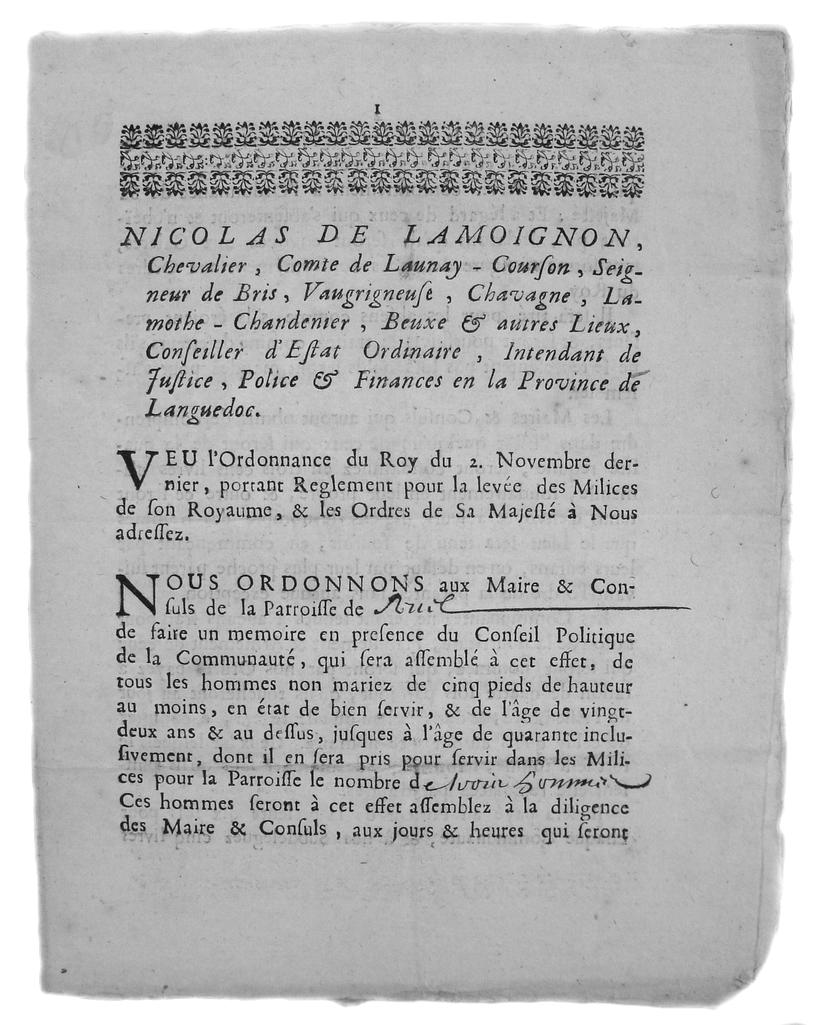 1
NICOLAS DE LAMOIGNON,
Chevalier, Comte de Launay - Courſon, Seig-
neur de Bris, Vaugrigneuſe, Chavagne, La-
mothe - Chandenier, Beuxe & autres Lieux,
Conſeiller d'Eſtat Ordinaire, Intendant de
Juſtice, Police & Finances en la Province de
Languedoc.
VEU l'Ordonnance du Roy du 2. Novembre der-
nier, portant Reglement pour la levée des Milices
de ſon Royaume, & les Ordres de Sa Majeſté à Nous
adreſſez.
NOUS ORDONNONS aux Maire & Con-
ſuls de la Parroiſſe de
de faire un memoire en preſence du Conſeil Politique
de la Communauté, qui ſera aſſemblé à cet effet, de
tous les hommes non mariez de cinq pieds de hauteur
au moins, en état de bien ſervir, & de l'âge de vingt-
deux ans & au deſſus, juſques à l'âge de quarante inclu-
ſivement, dont il en ſera pris pour ſervir dans les Mili-
ces pour la Parroiſſe le nombre de
Ces hommes ſeront à cet effet aſſemblez à la diligence
des Maire & Conſuls, aux jours & heures qui ſeront